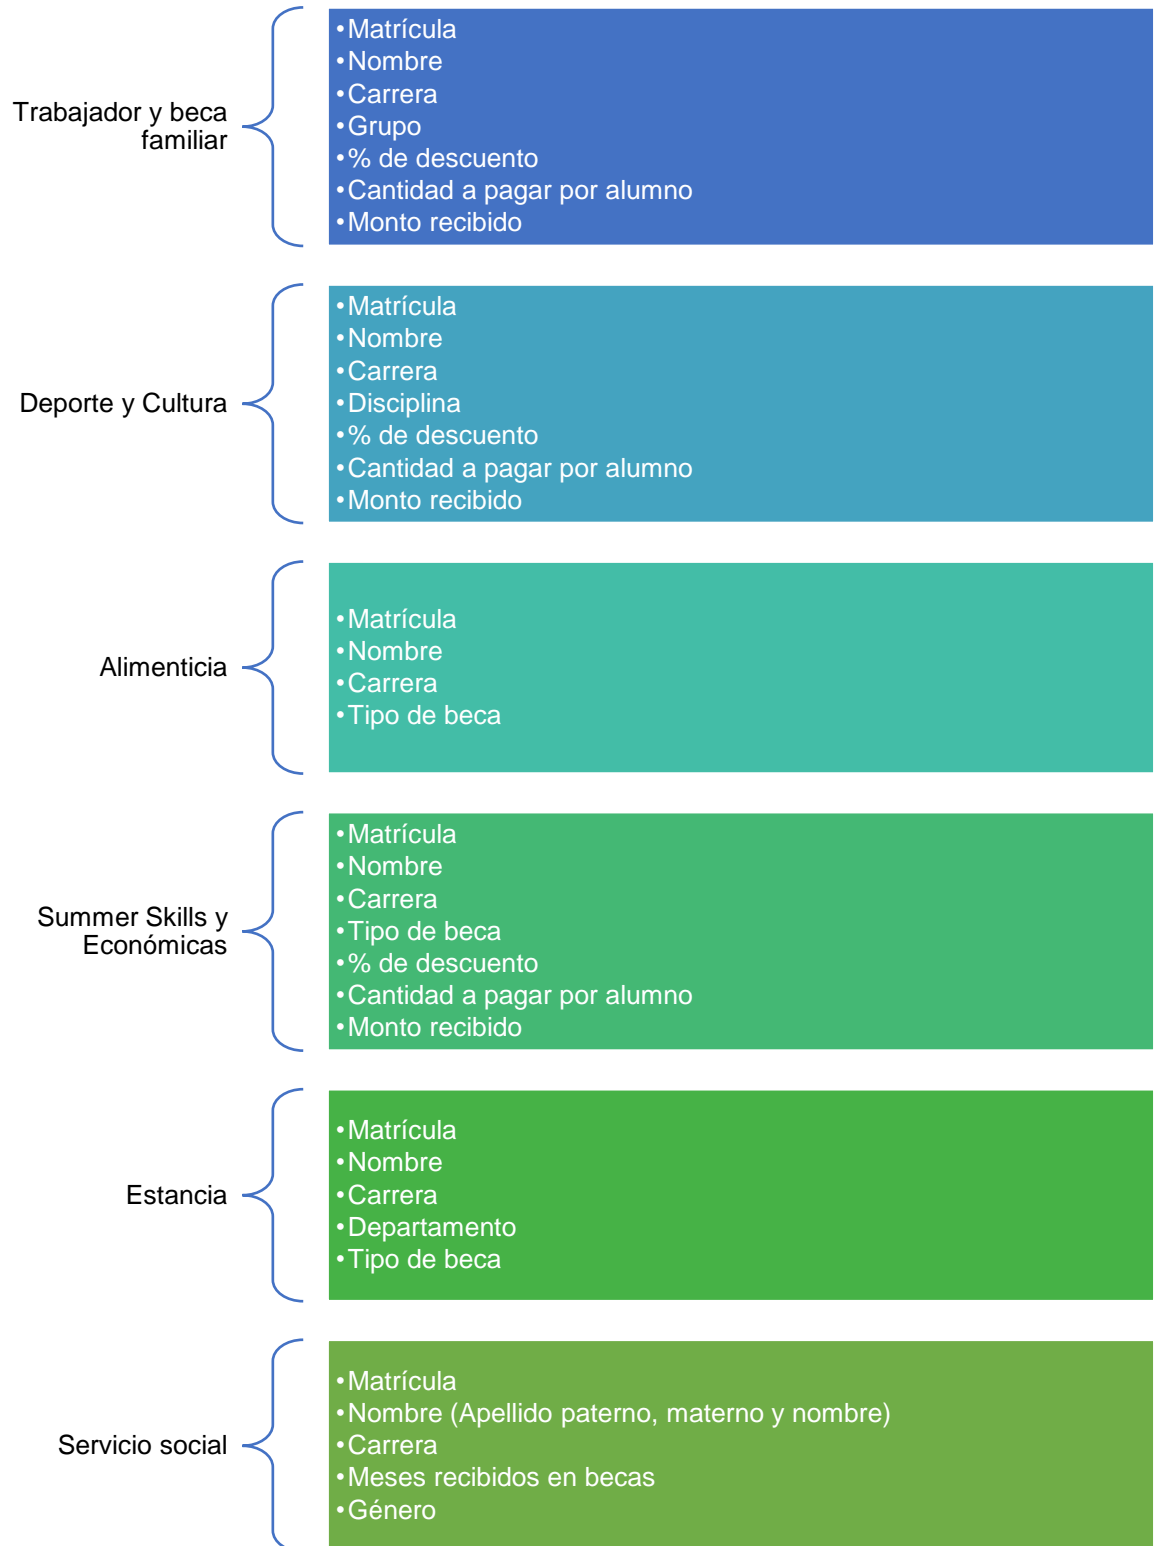 Trabajador y beca
familiar
•Matrícula
•Nombre
•Carrera
•Grupo
•% de descuento
•Cantidad a pagar por alumno
•Monto recibido
Deporte y Cultura
•Matrícula
•Nombre
•Carrera
•Disciplina
•% de descuento
•Cantidad a pagar por alumno
•Monto recibido
Alimenticia
•Matrícula
•Nombre
•Carrera
•Tipo de beca
Summer Skills y
Económicas
•Matrícula
•Nombre
•Carrera
•Tipo de beca
•% de descuento
•Cantidad a pagar por alumno
•Monto recibido
Estancia
•Matrícula
•Nombre
•Carrera
•Departamento
•Tipo de beca
Servicio social
•Matrícula
•Nombre (Apellido paterno, materno y nombre)
•Carrera
•Meses recibidos en becas
•Género